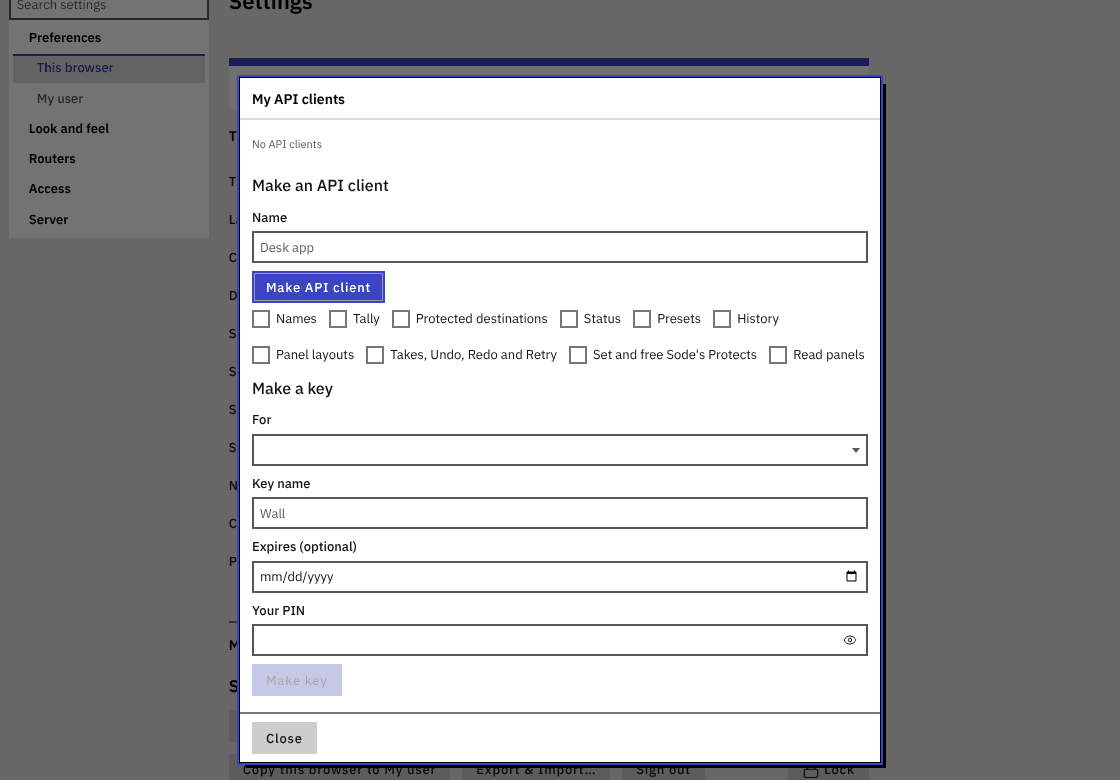 Search settings
Settings
Preferences
This browser
My user
Look and feel
Routers
Access
Server
My API clients
No API clients
Make an API client
Name
Desk app
Make API client
Names Tally Protected destinations Status Presets History
Panel layouts Takes, Undo, Redo and Retry Set and free Sode's Protects Read panels
Make a key
For
Key name
Wall
Expires (optional)
mm/dd/yyyy
Your PIN
Make key
Close
Copy this browser to My user Export & Import... Sign out Lock